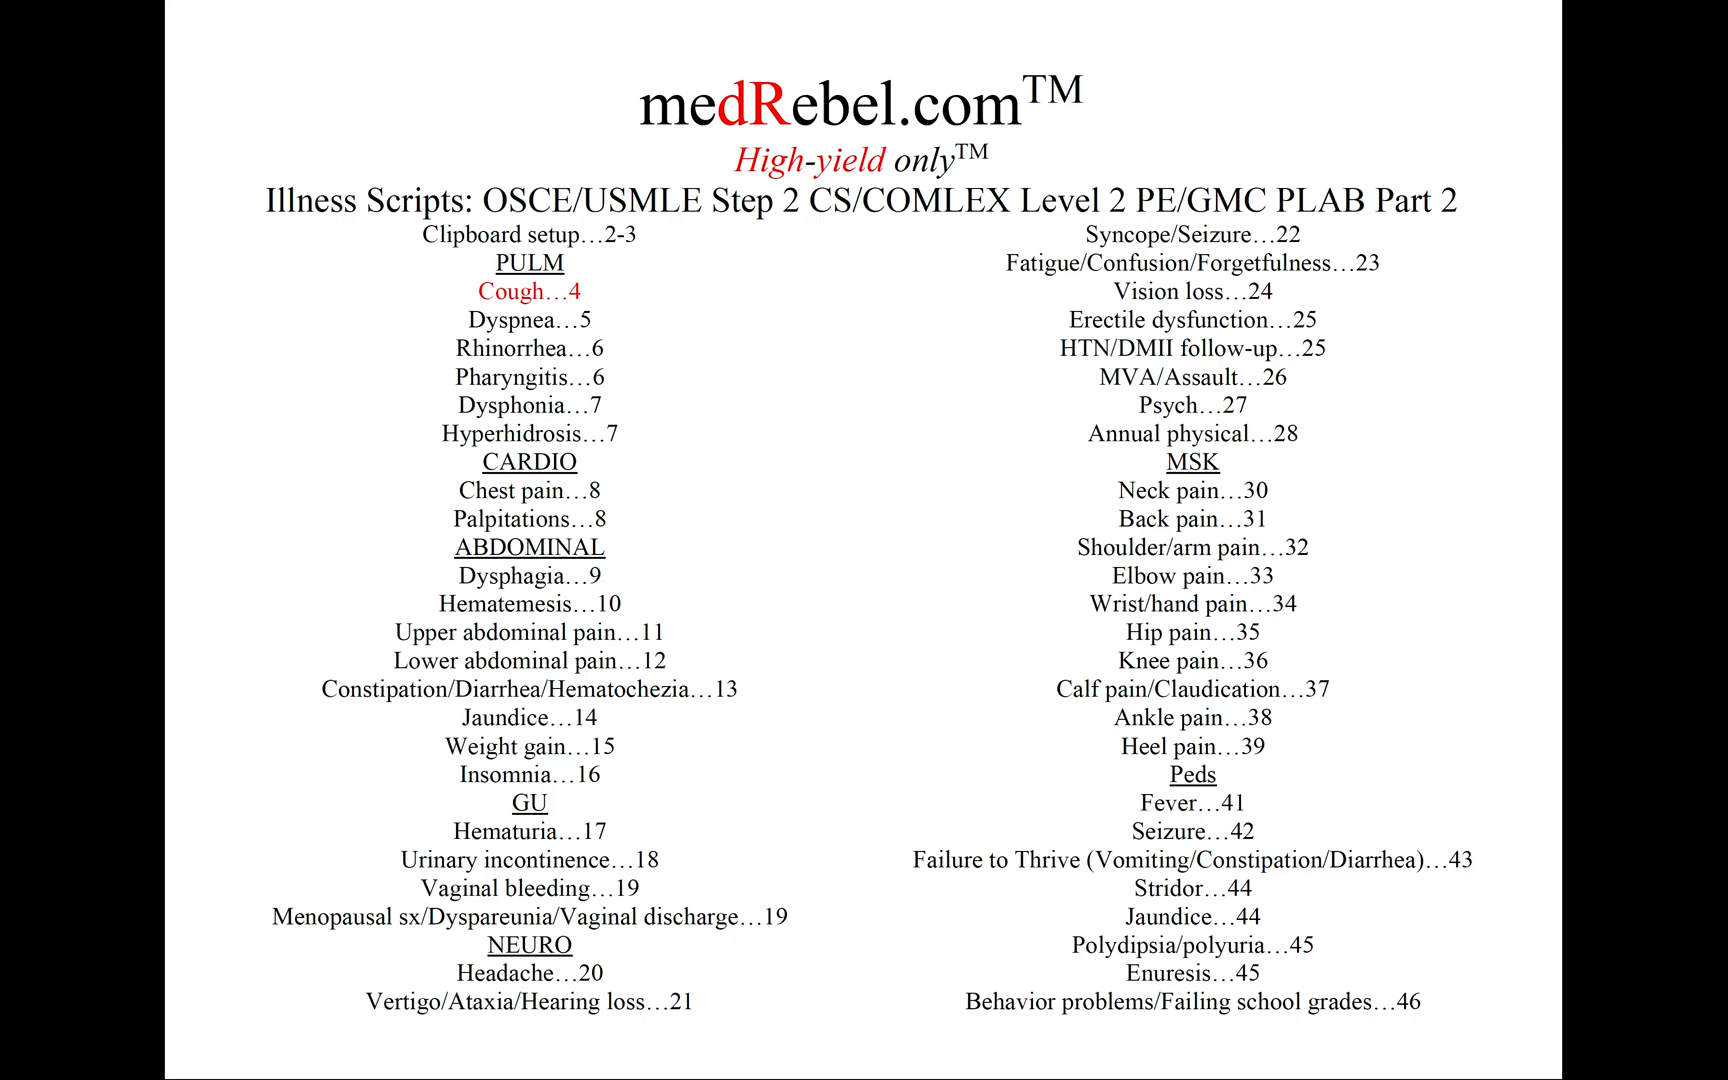 medRebel.com™
High-yield only™
Illness Scripts: OSCE/USMLE Step 2 CS/COMLEX Level 2 PE/GMC PLAB Part 2
Clipboard setup…2-3
PULM
Cough…4
Dyspnea…5
Rhinorrhea…6
Pharyngitis…6
Dysphonia…7
Hyperhidrosis…7
CARDIO
Chest pain…8
Palpitations…8
ABDOMINAL
Dysphagia…9
Hematemesis…10
Upper abdominal pain…11
Lower abdominal pain…12
Constipation/Diarrhea/Hematochezia…13
Jaundice…14
Weight gain…15
Insomnia…16
GU
Hematuria…17
Urinary incontinence…18
Vaginal bleeding…19
Menopausal sx/Dyspareunia/Vaginal discharge…19
NEURO
Headache…20
Vertigo/Ataxia/Hearing loss…21
Syncope/Seizure…22
Fatigue/Confusion/Forgetfulness…23
Vision loss…24
Erectile dysfunction…25
HTN/DMII follow-up…25
MVA/Assault…26
Psych…27
Annual physical…28
MSK
Neck pain…30
Back pain…31
Shoulder/arm pain…32
Elbow pain…33
Wrist/hand pain…34
Hip pain…35
Knee pain…36
Calf pain/Claudication…37
Ankle pain…38
Heel pain…39
Peds
Fever…41
Seizure…42
Failure to Thrive (Vomiting/Constipation/Diarrhea)…43
Stridor…44
Jaundice…44
Polydipsia/polyuria…45
Enuresis…45
Behavior problems/Failing school grades…46